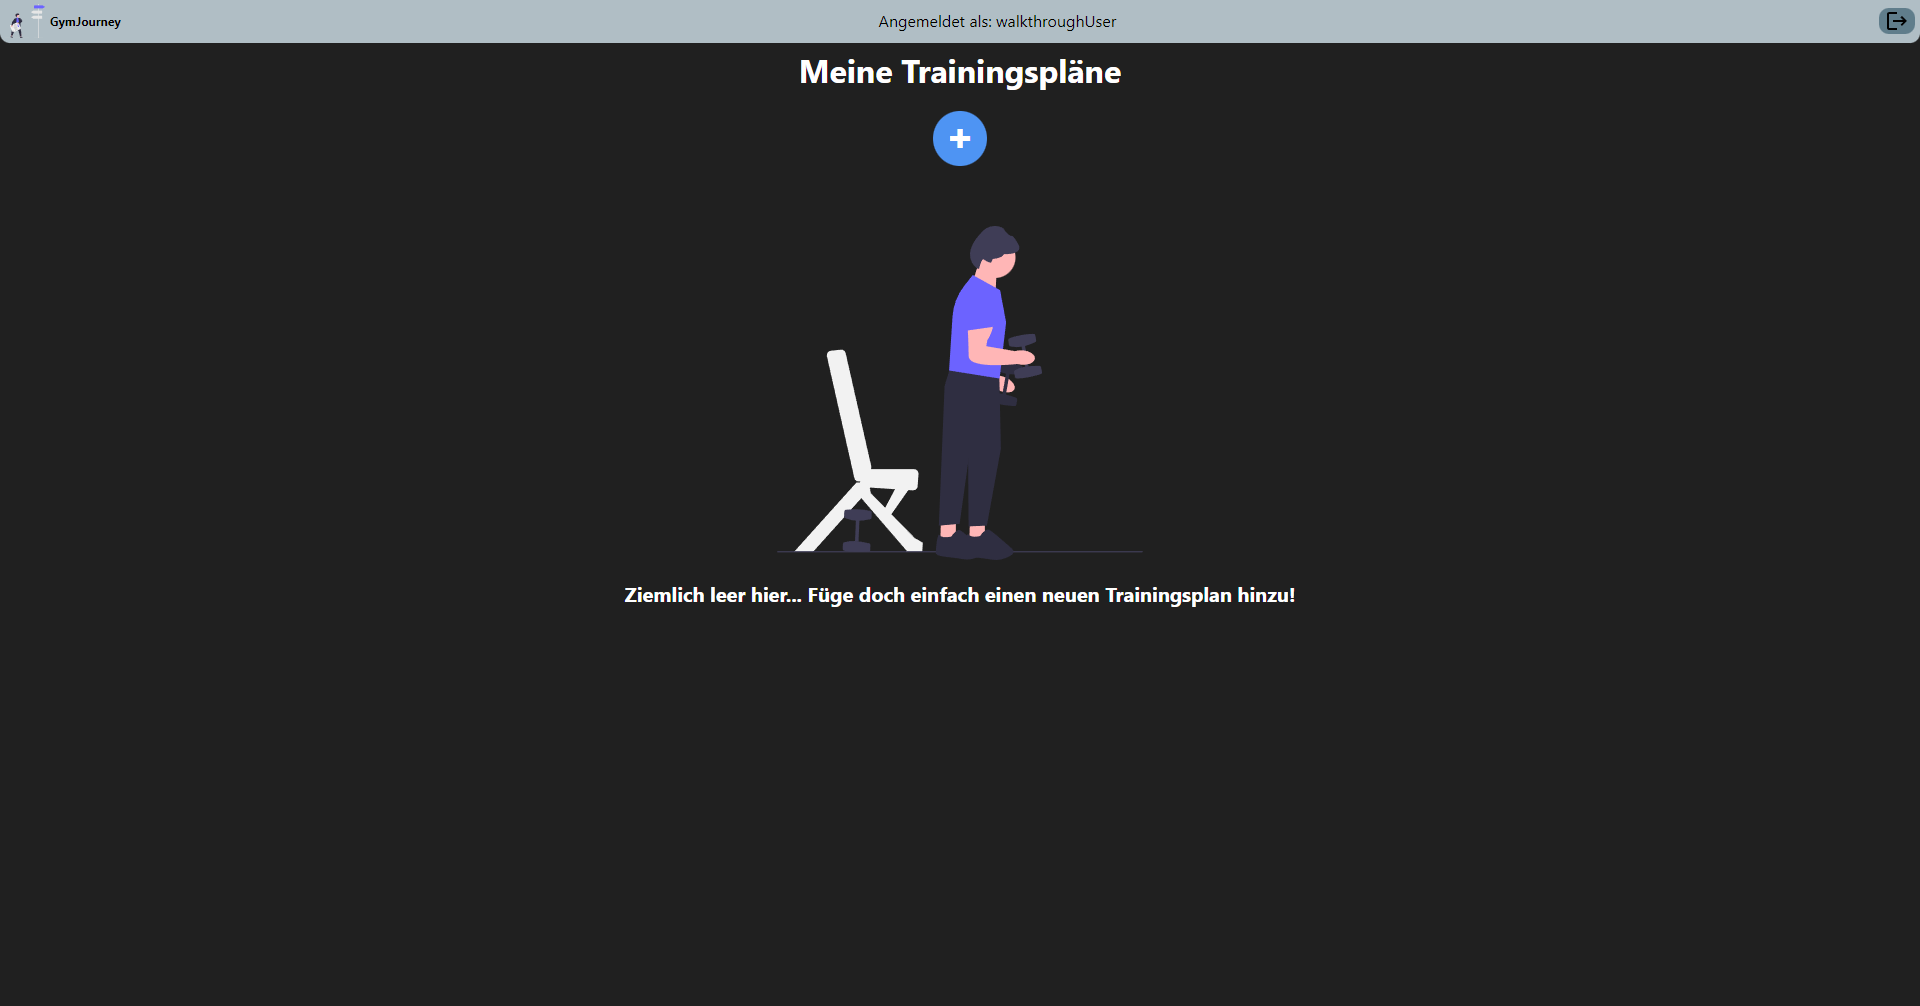 GymJourney
Angemeldet als: walkthroughUser
Meine Trainingspläne
Ziemlich leer hier... Füge doch einfach einen neuen Trainingsplan hinzu!